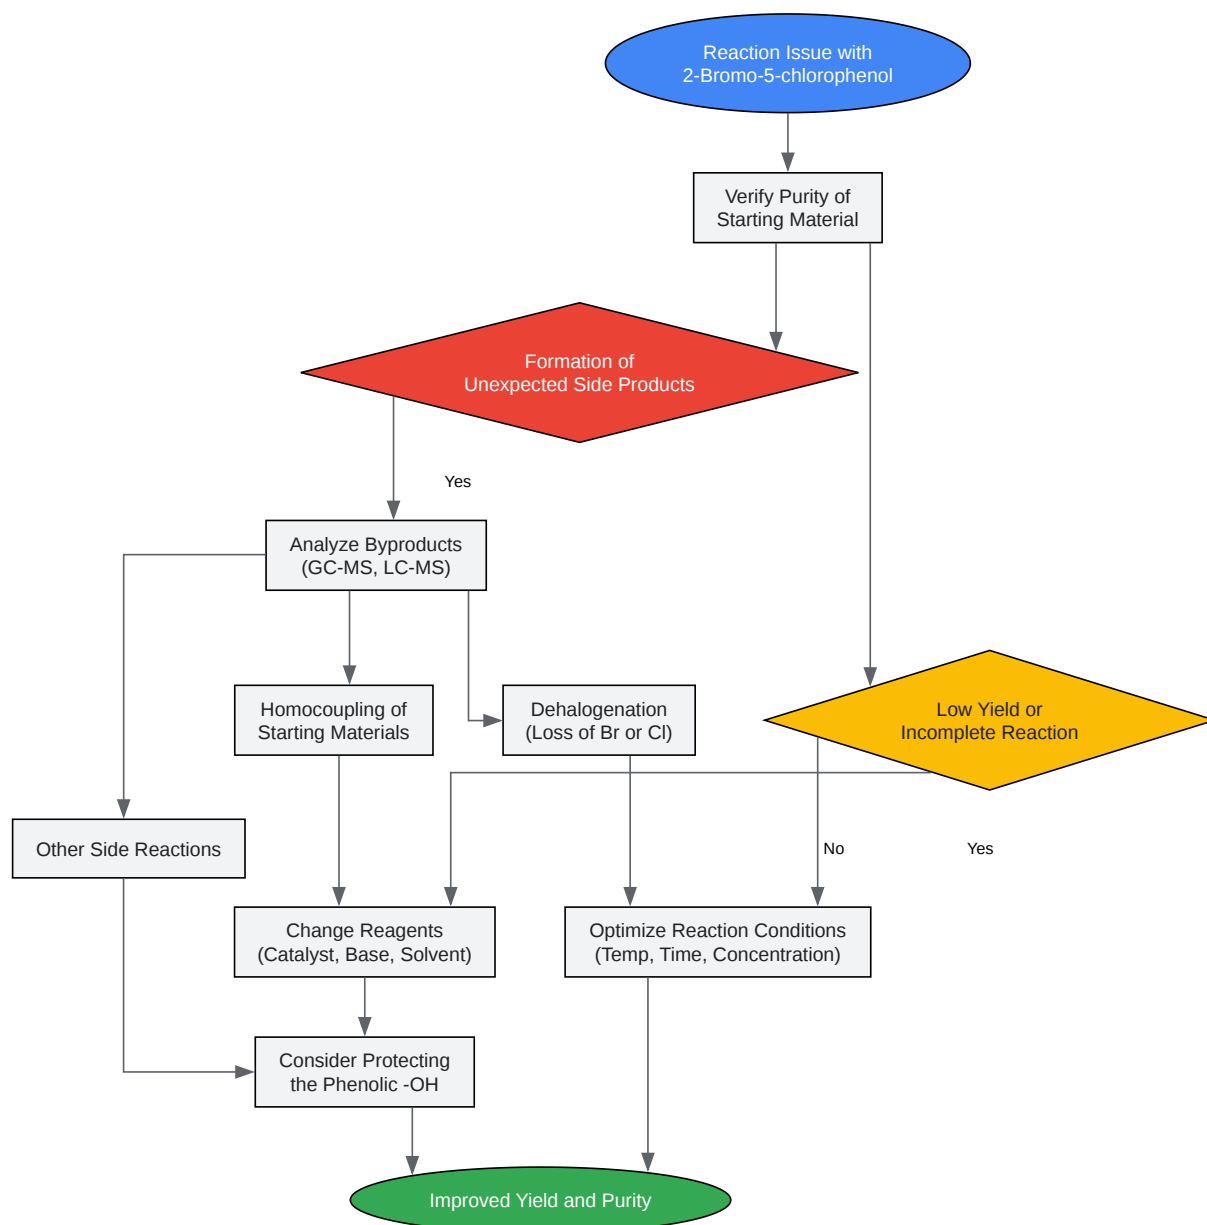 Reaction Issue with
2-Bromo-5-chlorophenol
Verify Purity of
Starting Material
Formation of
Unexpected Side Products
Yes
Analyze Byproducts
(GC-MS, LC-MS)
Homocoupling of
Starting Materials
Dehalogenation
(Loss of Br or Cl)
Low Yield or
Incomplete Reaction
Other Side Reactions
No
Yes
Change Reagents
(Catalyst, Base, Solvent)
Optimize Reaction Conditions
(Temp, Time, Concentration)
Consider Protecting
the Phenolic -OH
Improved Yield and Purity